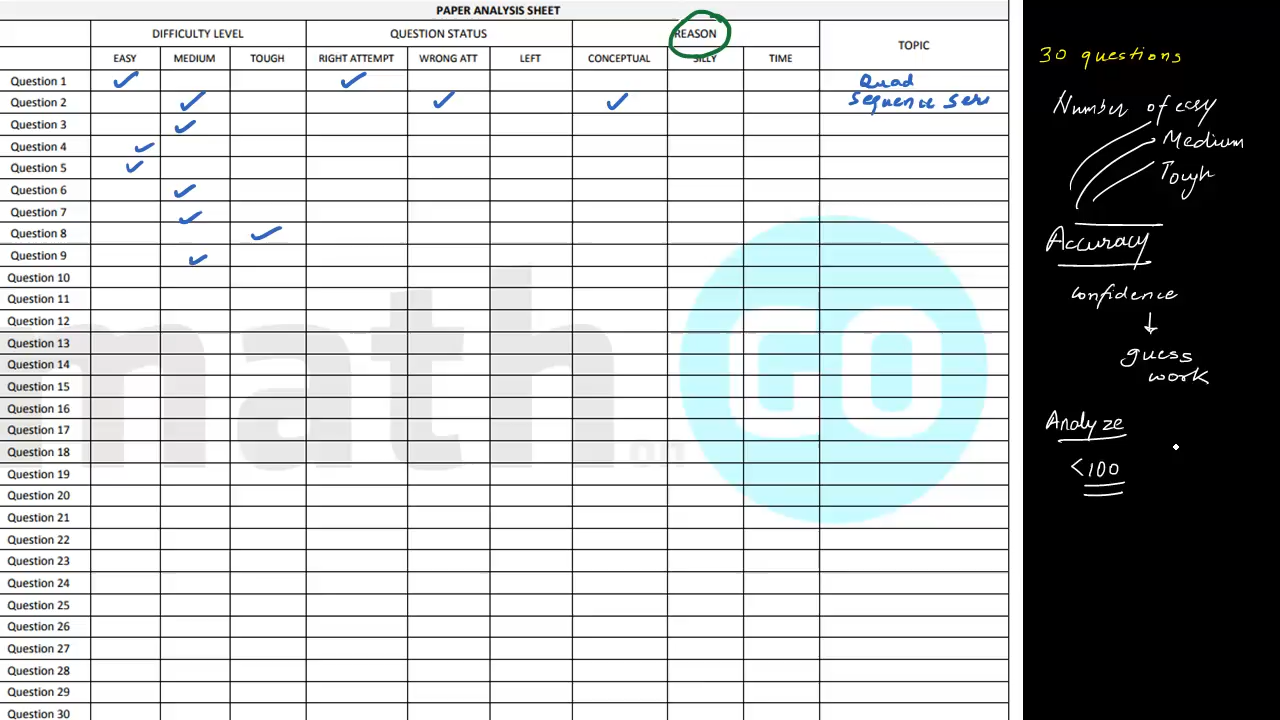 PAPER ANALYSIS SHEET
DIFFICULTY LEVEL QUESTION STATUS REASON TOPIC
EASY MEDIUM TOUGH RIGHT ATTEMPT WRONG ATT LEFT CONCEPTUAL SILLY TIME
Question 1 Quad
Question 2 Sequence Seri
Question 3
Question 4
Question 5
Question 6
Question 7
Question 8
Question 9
Question 10
Question 11
Question 12
Question 13
Question 14
Question 15
Question 16
Question 17
Question 18
Question 19
Question 20
Question 21
Question 22
Question 23
Question 24
Question 25
Question 26
Question 27
Question 28
Question 29
Question 30
math on GO
30 questions
Number of easy
Medium
Tough
Accuracy
Confidence
guess
work
Analyze
<100